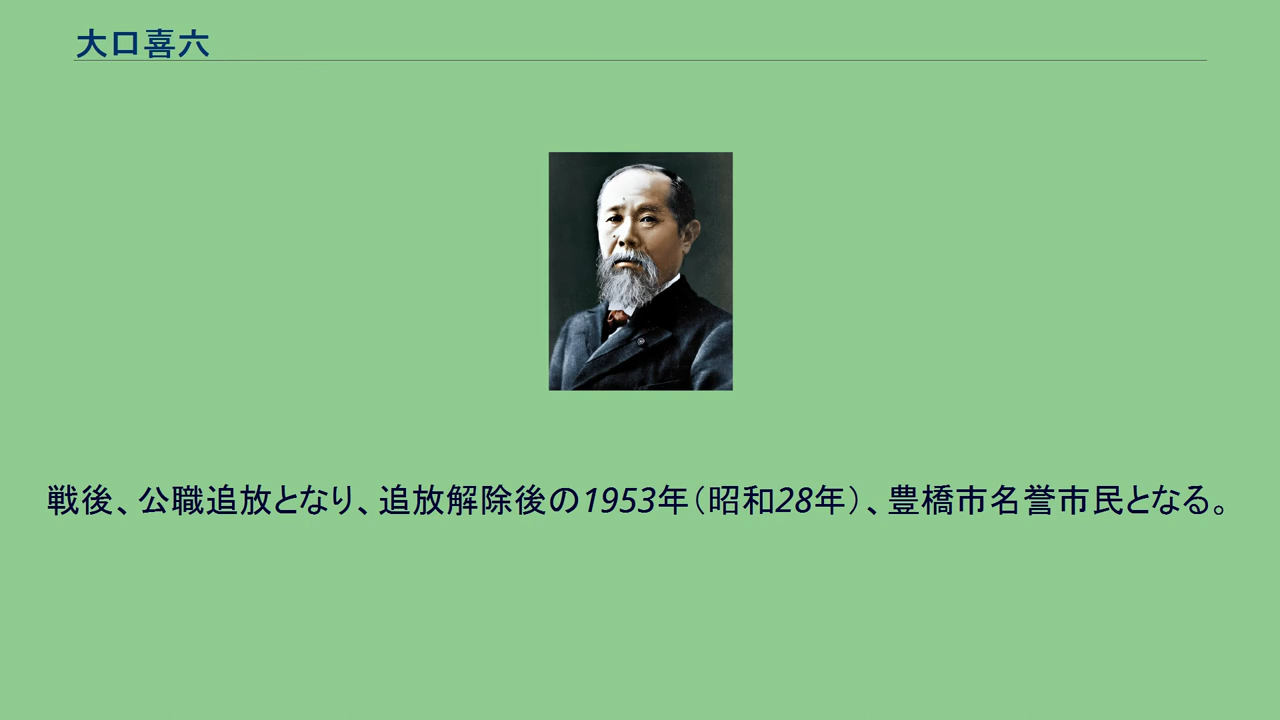 大口喜六
戦後、公職追放となり、追放解除後の1953年（昭和28年）、豊橋市名誉市民となる。